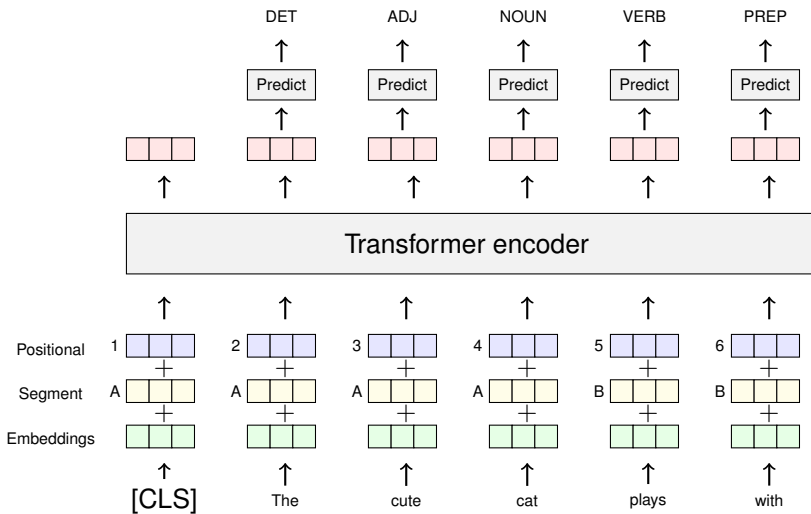 DET ADJ NOUN VERB PREP
Predict Predict Predict Predict Predict
Transformer encoder
Positional 1 2 3 4 5 6
+ + + + + +
Segment A A A A B B
+ + + + + +
Embeddings
[CLS] The cute cat plays with